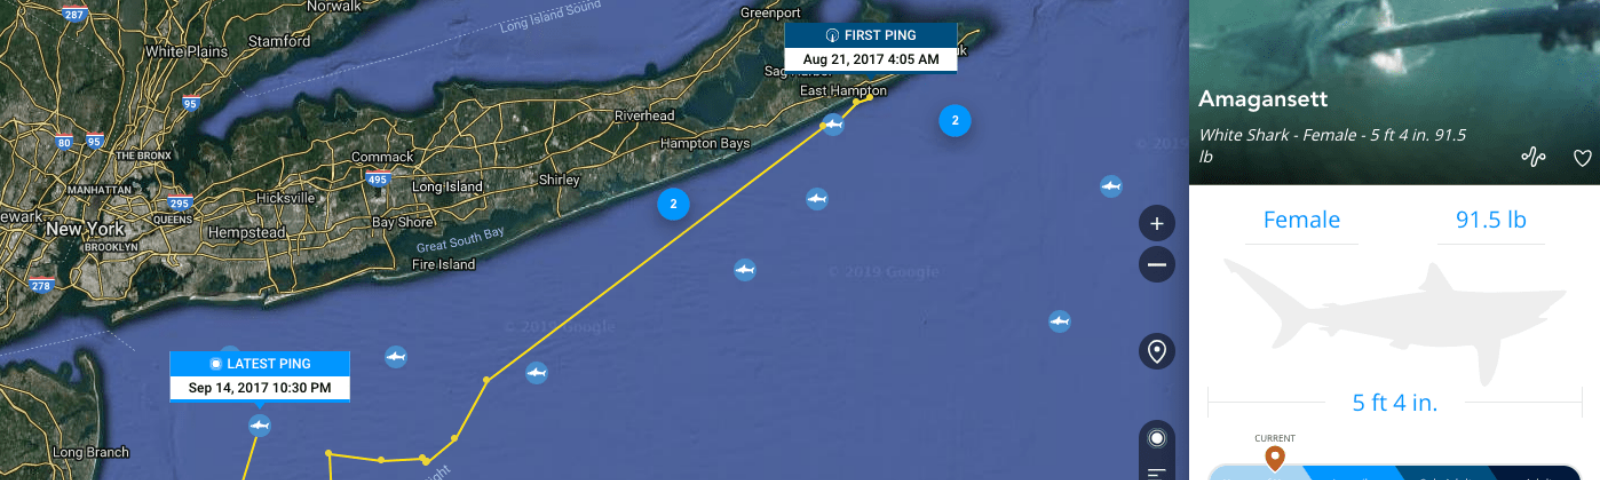 287
Norwalk
Long Island Sound
Greenport
White Plains
Stamford
FIRST PING
Aug 21, 2017 4:05 AM
95
East Hampton
Riverhead
80
95
THE BRONX
Hampton Bays
2
© 2019
Commack
495
Long Island
Shirley
MANHATTAN
295
Hicksville
2
New York
QUEENS
Hempstead
Bay Shore
BROOKLYN
Great South Bay
Fire Island
278
© 2019 Google
© 2019 Google
LATEST PING
Sep 14, 2017 10:30 PM
Long Branch
Amagansett
White Shark - Female - 5 ft 4 in. 91.5
lb
Female
91.5 lb
5 ft 4 in.
CURRENT